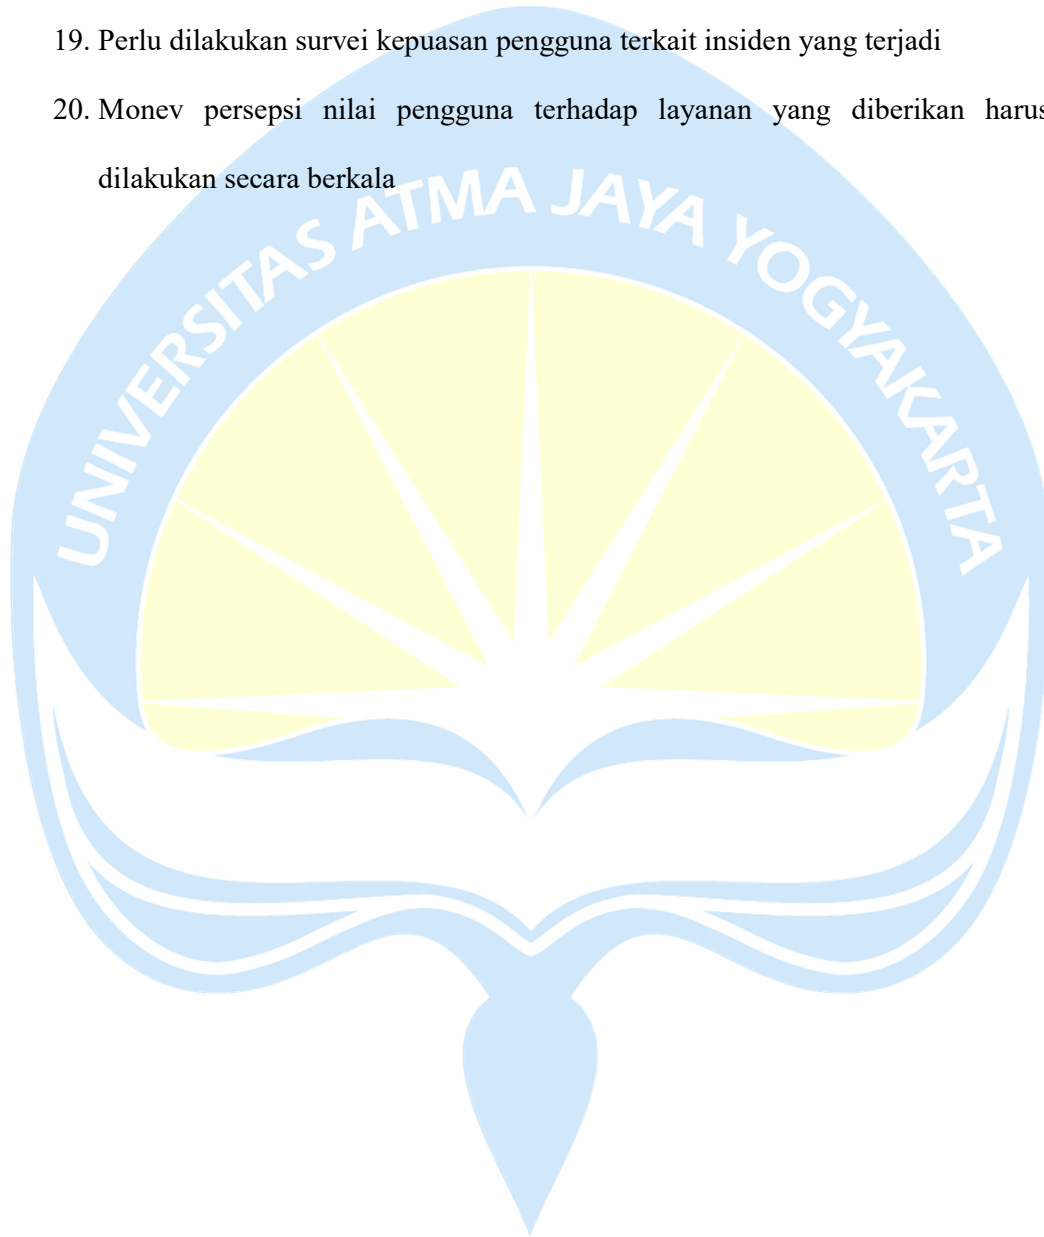 19. Perlu dilakukan survei kepuasan pengguna terkait insiden yang terjadi
20. Monev persepsi nilai pengguna terhadap layanan yang diberikan harus
dilakukan secara berkala
UNIVERSITAS ATMA JAYA YOGYAKARTA